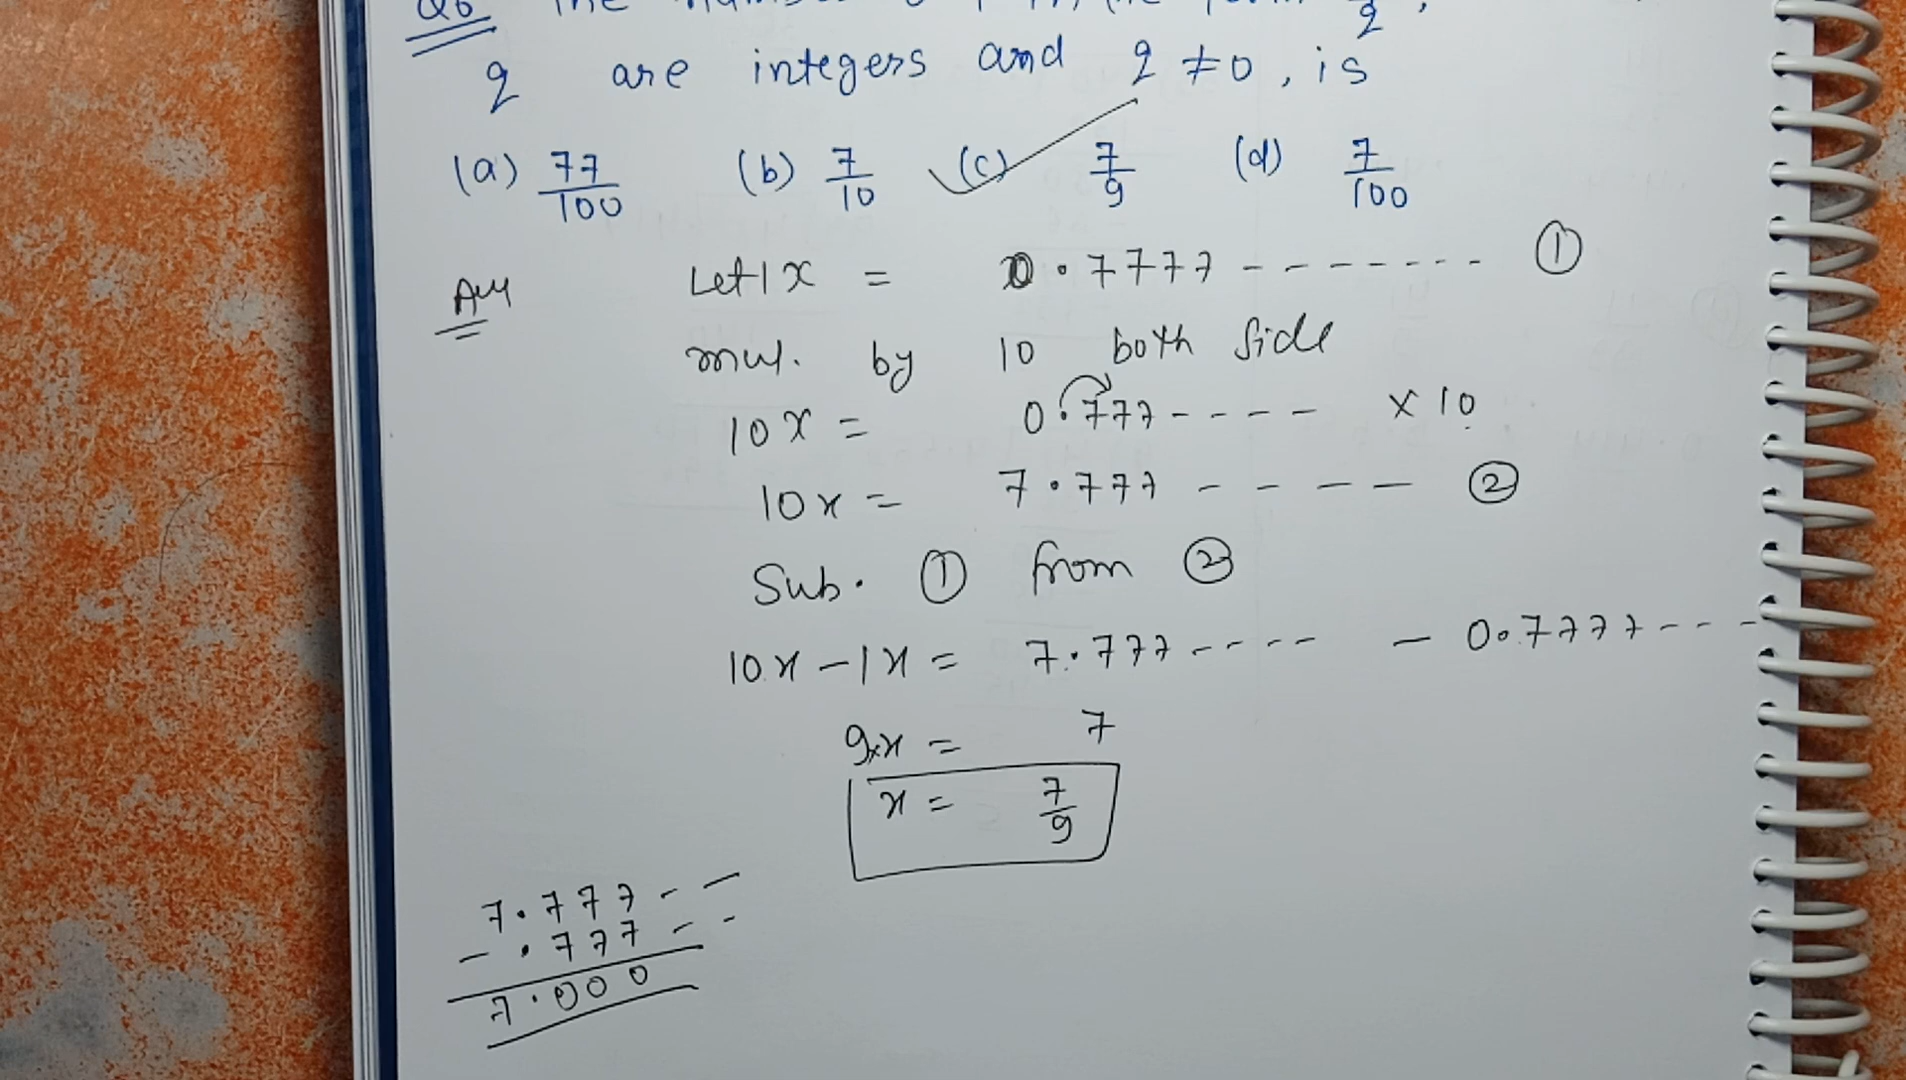 Q6
q are integers and q ≠ 0, is
(a) 77/100 (b) 7/10 (c) 7/9 (d) 7/100
Ans Let x = 0.7777 -------- ①
mul. by 10 both side
10x = 0.777 ---- × 10
10x = 7.777 ---- ②
Sub. ① from ②
10x - 1x = 7.777 ---- - 0.7777 ---
9x = 7
x = 7/9
7.777 --
- .777 --
7.000